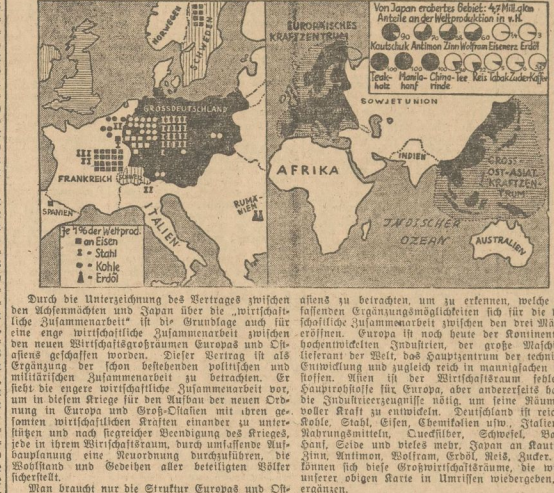 NORWEGEN
SCHWEDEN
GROSSDEUTSCHLAND
FRANKREICH
SCHWEIZ
SPANIEN
ITALIEN
RUMÄ-
NIEN
Je 1% der Weltprod.
an Eisen
" Stahl
" Kohle
" Erdöl
EUROPÄISCHES
KRAFTZENTRUM
Von Japan erobertes Gebiet: 4,7 Mill.qkm
Anteile an der Weltproduktion in v.H.
Kautschuk Antimon Zinn Wolfram Eisenerz Erdöl
Teak- Manila- China- Tee Reis Tabak Zucker Kaffee
holz hanf rinde
SOWJETUNION
AFRIKA
INDIEN
GROSS
OST-ASIAT.
KRAFTZEN-
TRUM
INDISCHER
OZEAN
AUSTRALIEN
Durch die Unterzeichnung des Vertrages zwischen
den Achsenmächten und Japan über die „wirtschaft-
liche Zusammenarbeit“ ist die Grundlage auch für
eine enge wirtschaftliche Zusammenarbeit zwischen
den neuen Wirtschaftsgroßräumen Europas und Ost-
asiens geschaffen worden. Dieser Vertrag ist als
Ergänzung der schon bestehenden politischen und
militärischen Zusammenarbeit zu betrachten. Er
sieht die engste wirtschaftliche Zusammenarbeit vor,
um in diesem Kriege für den Aufbau der neuen Ord-
nung in Europa und Groß-Ostasien mit ihren ge-
samten wirtschaftlichen Kräften einander zu unter-
stützen und nach siegreicher Beendigung des Krieges,
jede in ihrem Wirtschaftsraum, durch umfassende Auf-
bauplanung eine Neuordnung durchzuführen, die
Wohlstand und Gedeihen aller beteiligten Völker
sicherstellt.
Man braucht nur die Struktur Europas und Ost-
asiens zu betrachten, um zu erkennen, welche
fassenden Ergänzungsmöglichkeiten sich für die
schaftliche Zusammenarbeit zwischen den drei Mä
eröffnen. Europa ist noch heute der Kontinent
hochentwickelten Industrien, der große Masch
lieferant der Welt, das Hauptzentrum der techni
Entwicklung und zugleich reich in mannigfachen
stoffen. Asien ist der Wirtschaftsraum fehle
Hauptrohstoffe für Europa, aber andererseits be
die Industrieerzeugnisse nötig, um seine Räum
voller Kraft zu entwickeln. Deutschland ist reich
Kohle, Stahl, Eisen, Chemikalien usw., Italien
Nahrungsmitteln, Quecksilber, Schwefel, Ba
Hanf, Seide und vieles mehr, Japan an Kaut
Zinn, Antimon, Wolfram, Erdöl, Reis, Zucker.
können sich diese Großwirtschaftsräume, die w
unserer obigen Karte in Umrissen wiedergeben
ergänzen.